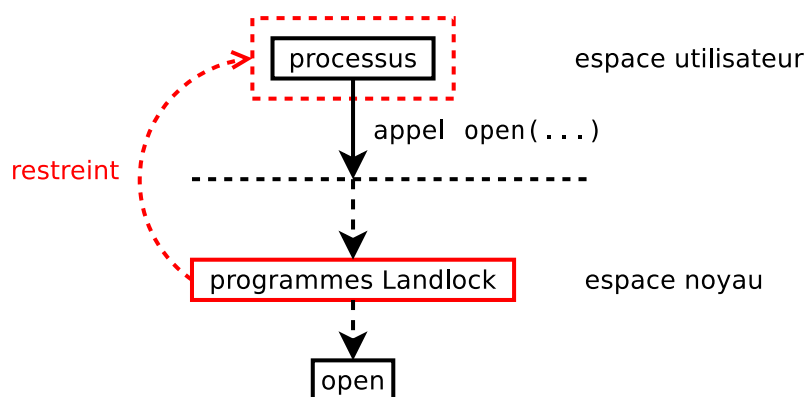 processus
espace utilisateur
appel open(...)
restreint
programmes Landlock
espace noyau
open